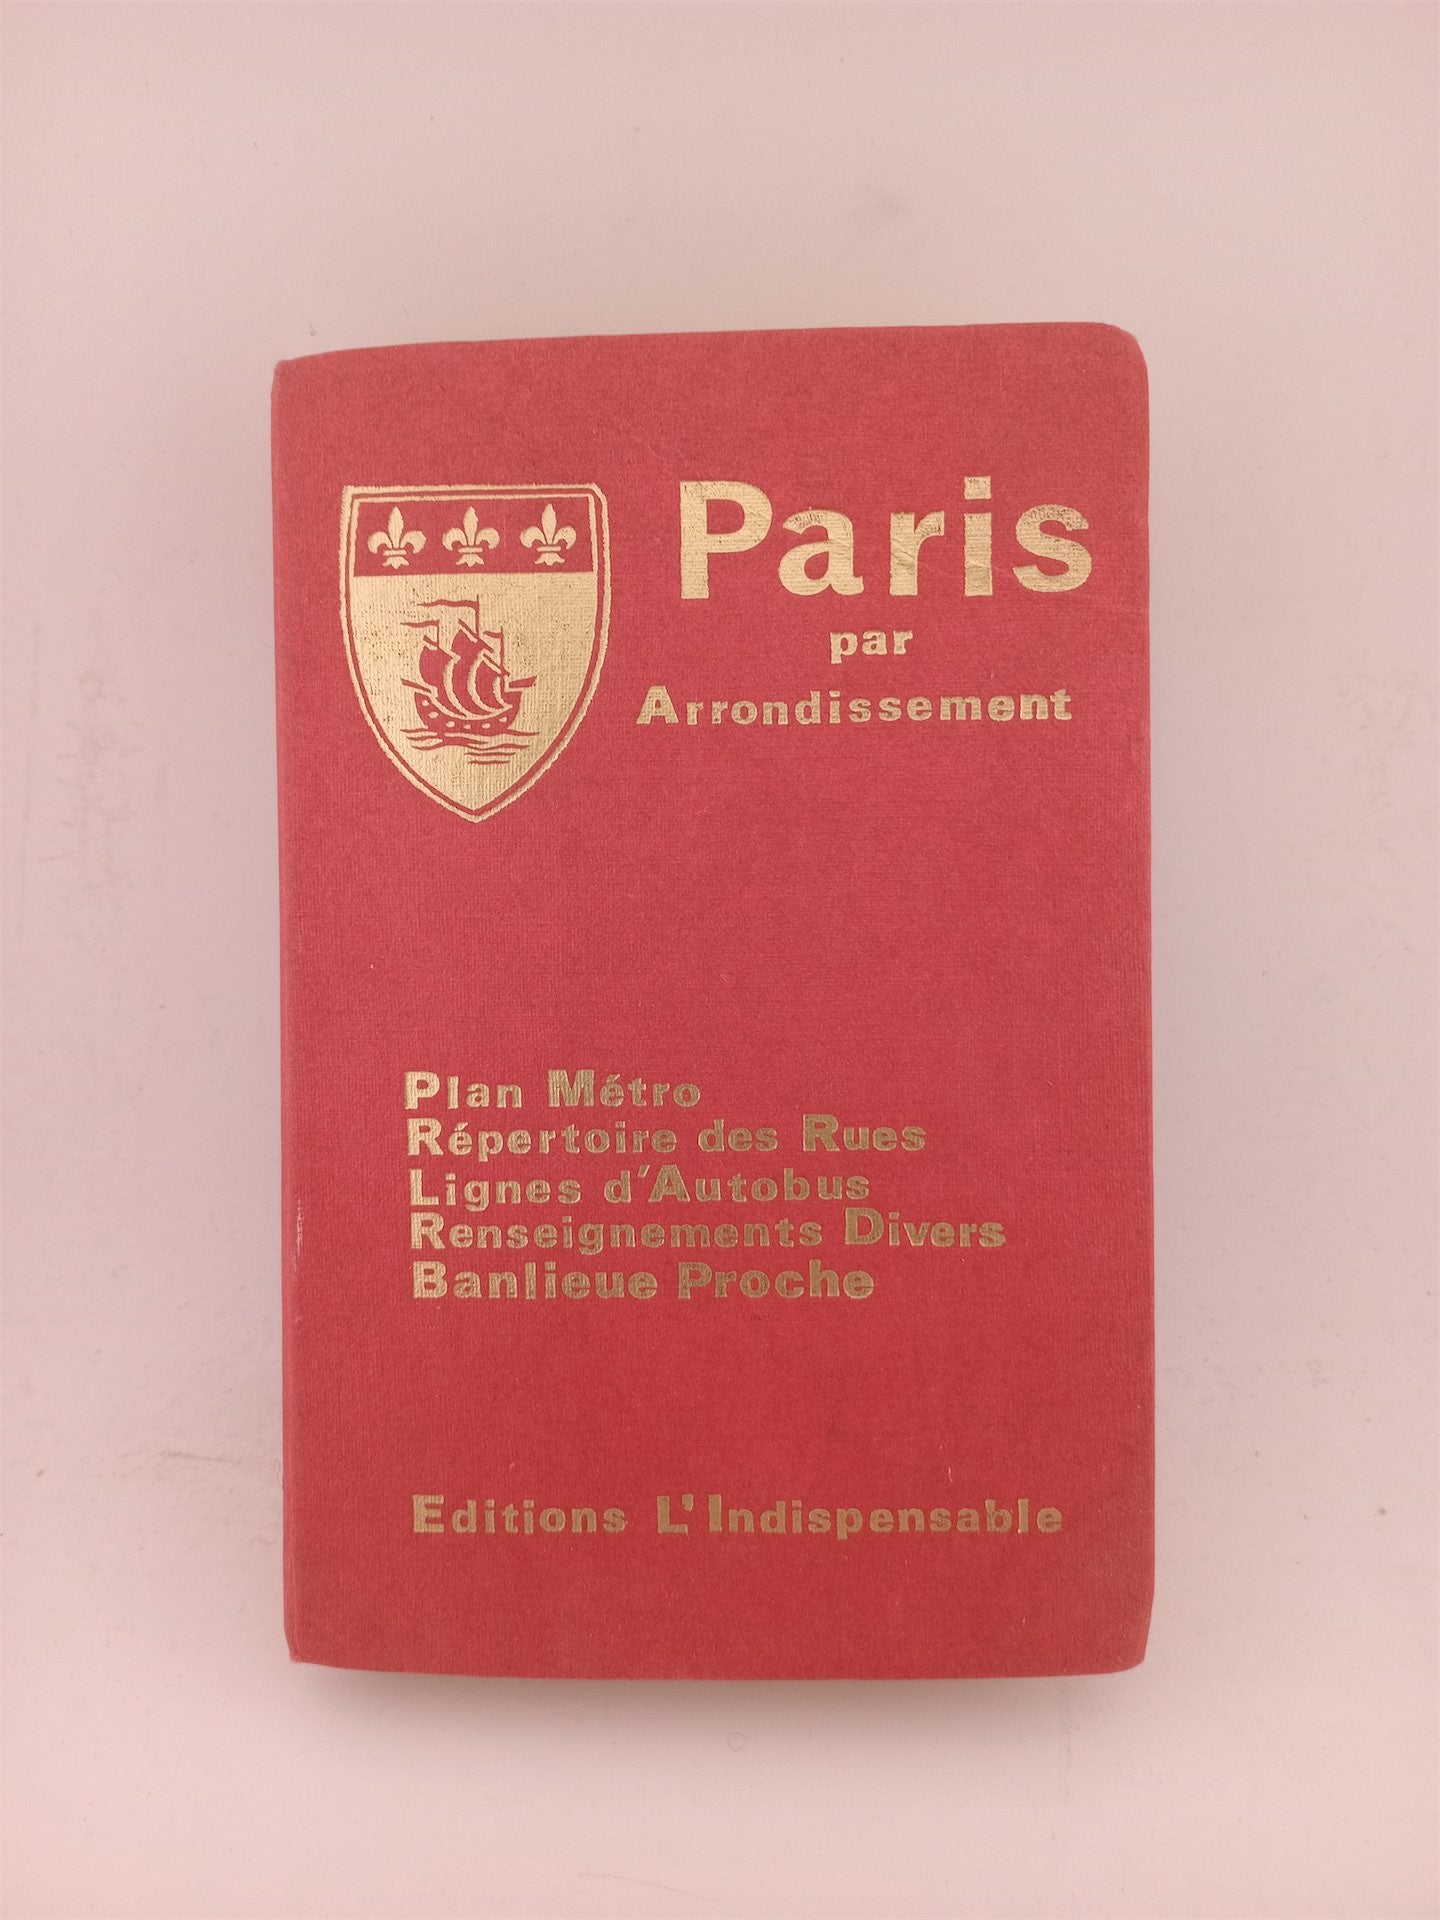 Paris
par
Arrondissement
Plan Métro
Répertoire des Rues
Lignes d'Autobus
Renseignements Divers
Banlieue Proche
Editions L'Indispensable